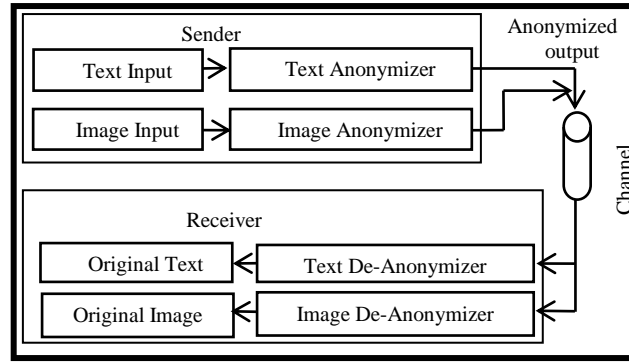 Sender
Anonymized
output
Text Input
Text Anonymizer
Image Input
Image Anonymizer
Channel
Receiver
Original Text
Text De-Anonymizer
Original Image
Image De-Anonymizer